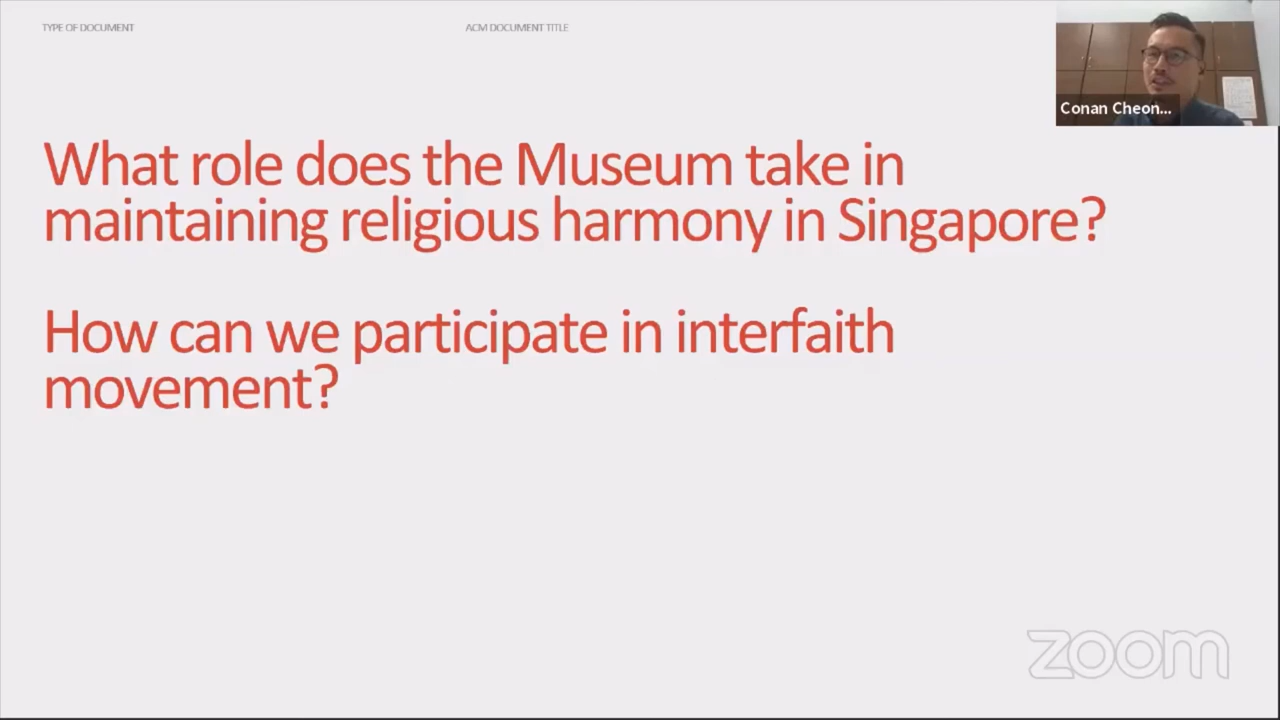 TYPE OF DOCUMENT
ACM DOCUMENT TITLE
Conan Cheon...
What role does the Museum take in
maintaining religious harmony in Singapore?
How can we participate in interfaith
movement?
zoom